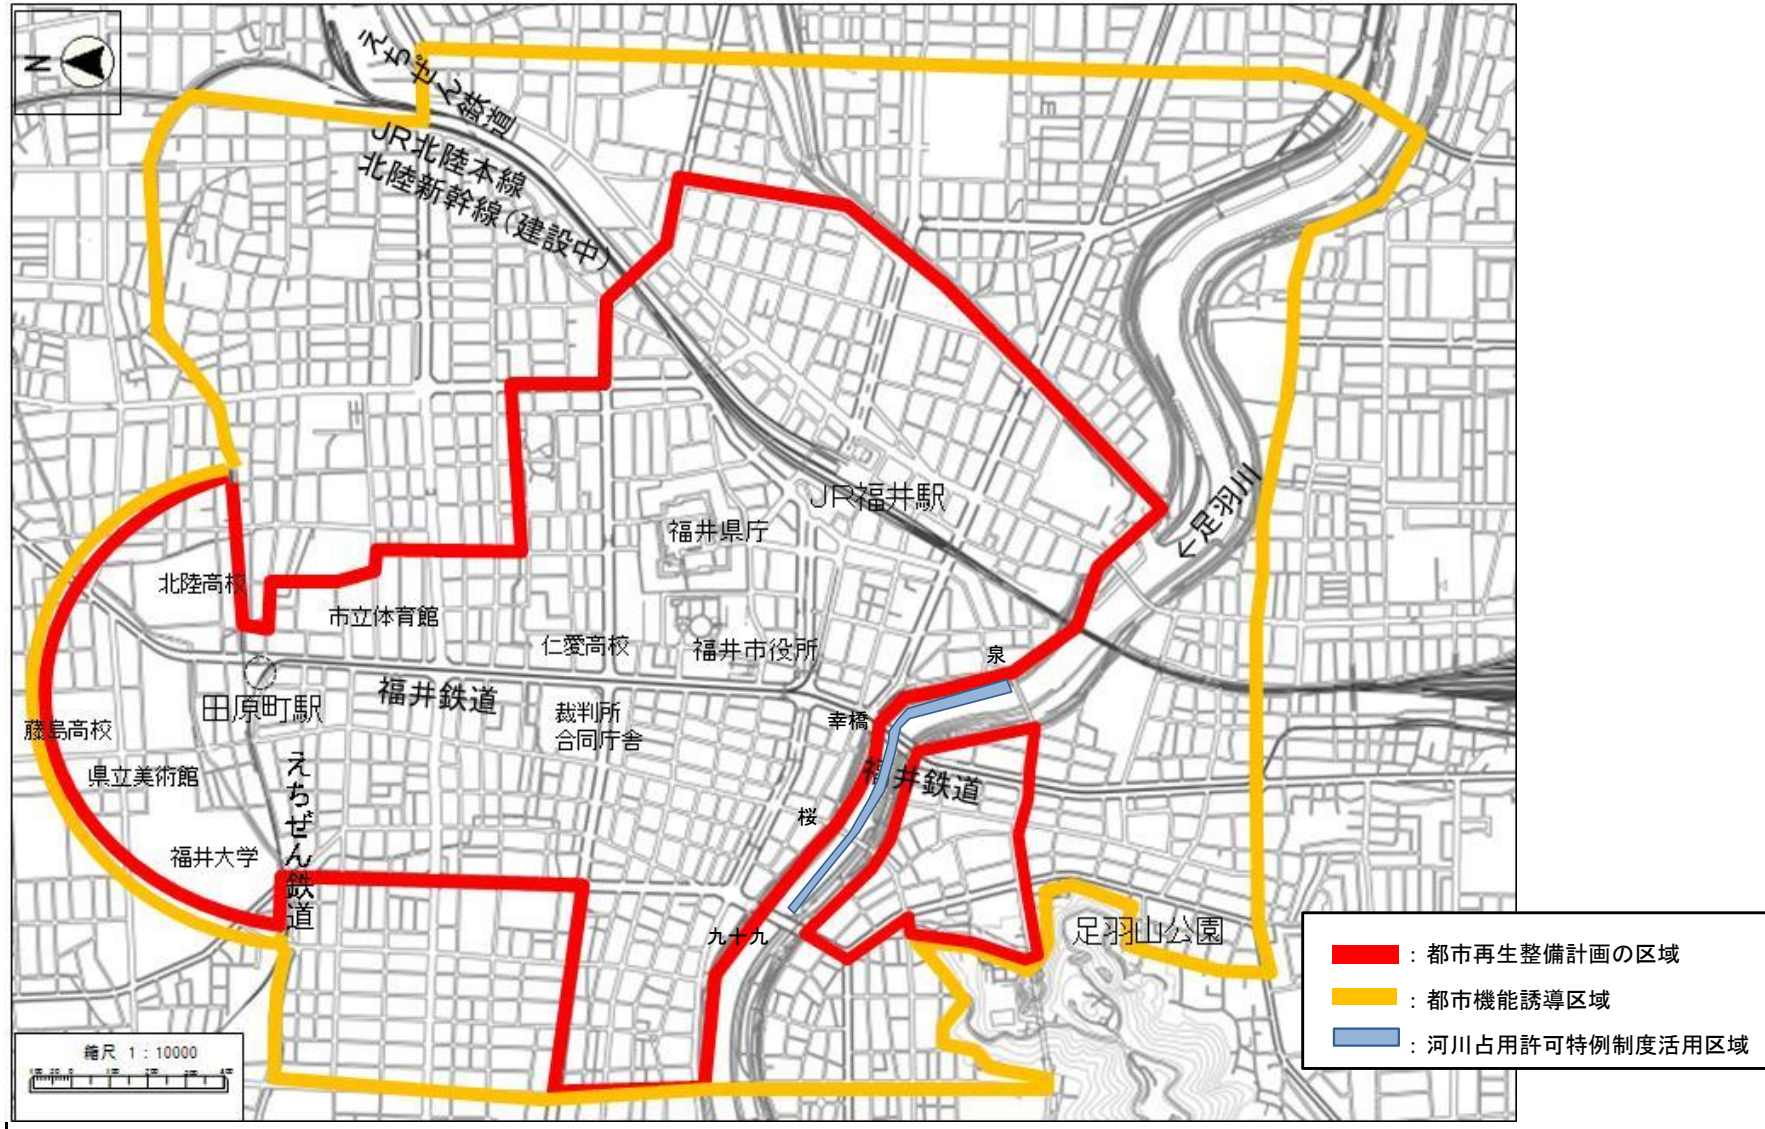 N
えちぜん鉄道
JR北陸本線
北陸新幹線(建設中)
JR福井駅
福井県庁
←足羽川
北陸高校
市立体育館
仁愛高校
福井市役所
泉
田原町駅
福井鉄道
裁判所
合同庁舎
幸橋
藤島高校
県立美術館
えちぜん鉄道
福井鉄道
桜
福井大学
九十九
足羽山公園
:都市再生整備計画の区域
:都市機能誘導区域
:河川占用許可特例制度活用区域
縮尺 1:10000